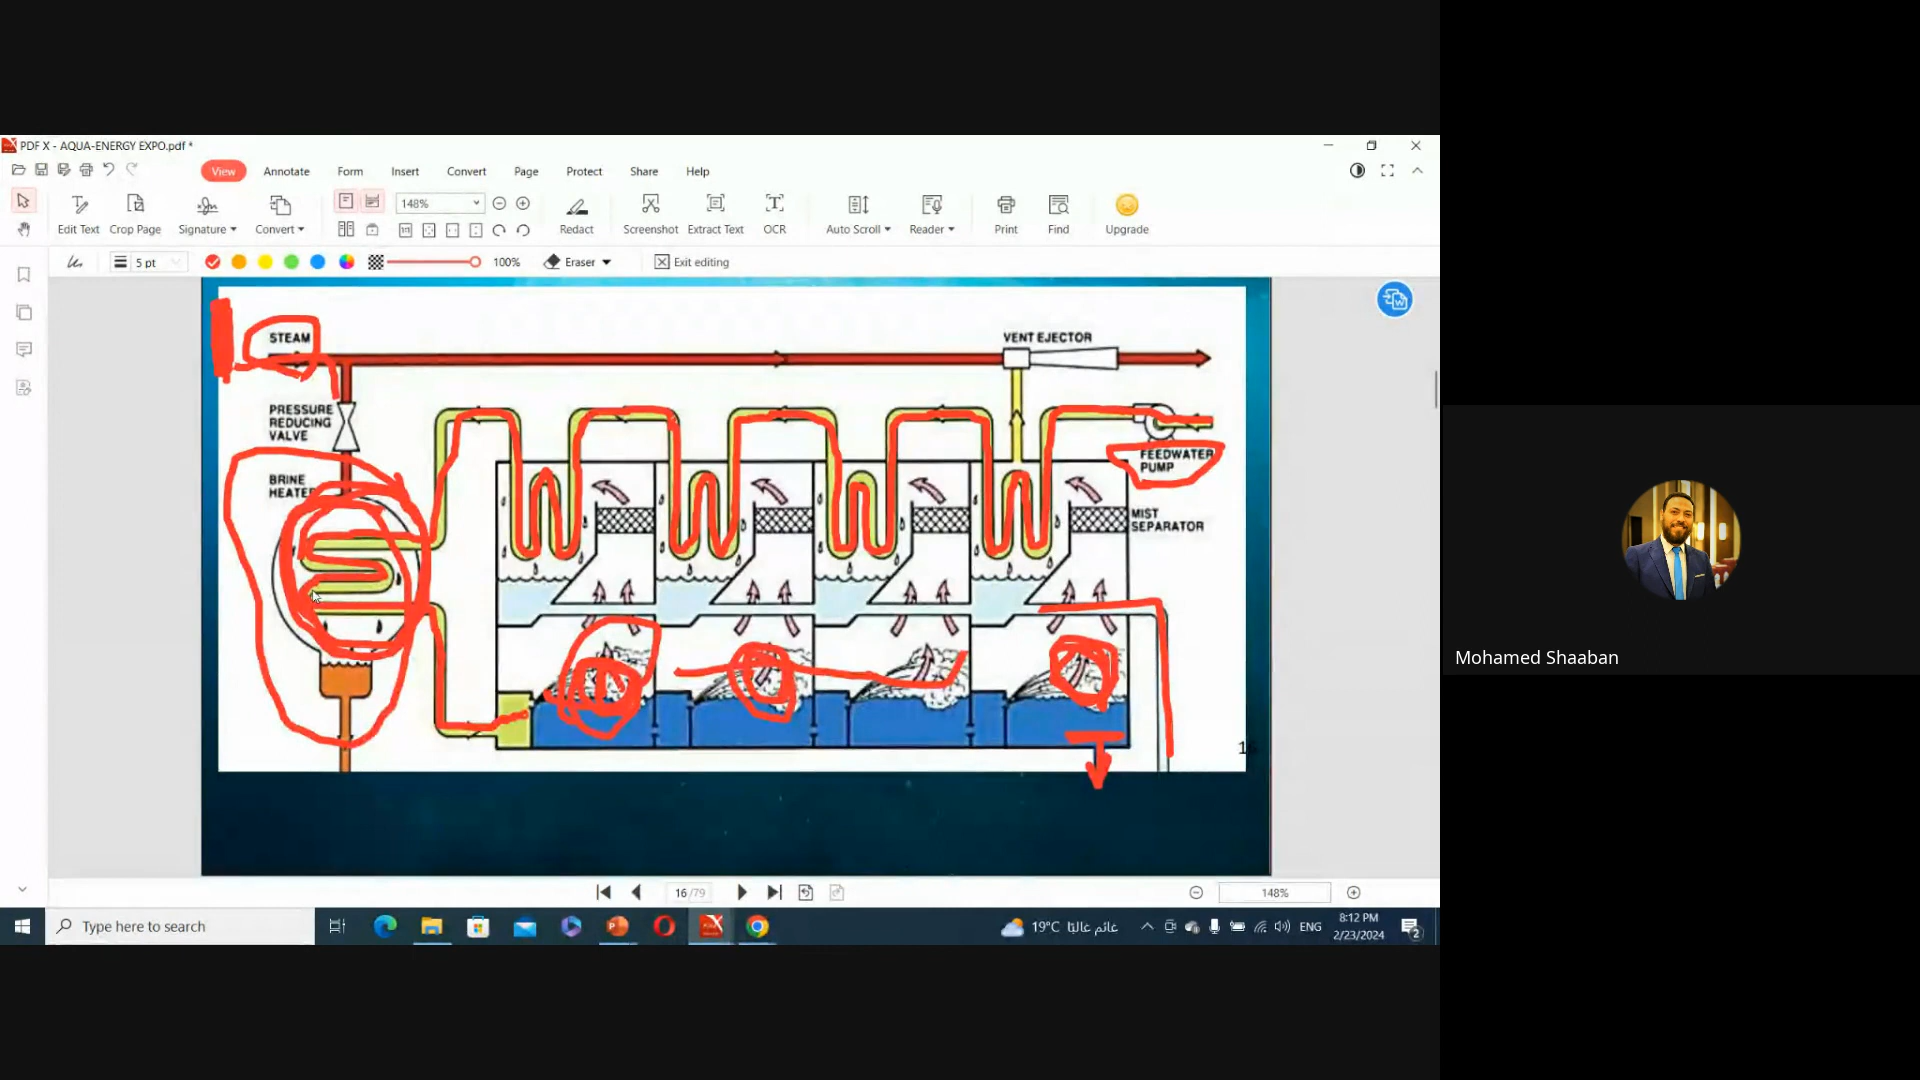 PDF X - AQUA-ENERGY EXPO.pdf *
View Annotate Form Insert Convert Page Protect Share Help
148%
Edit Text Crop Page Signature Convert Redact Screenshot Extract Text OCR Auto Scroll Reader Print Find Upgrade
5 pt 100% Eraser Exit editing
STEAM
VENT EJECTOR
PRESSURE
REDUCING
VALVE
FEEDWATER
PUMP
BRINE
HEATER
MIST
SEPARATOR
Mohamed Shaaban
16 /79
148%
Type here to search
19°C غائم غالبًا
ENG
8:12 PM
2/23/2024
2